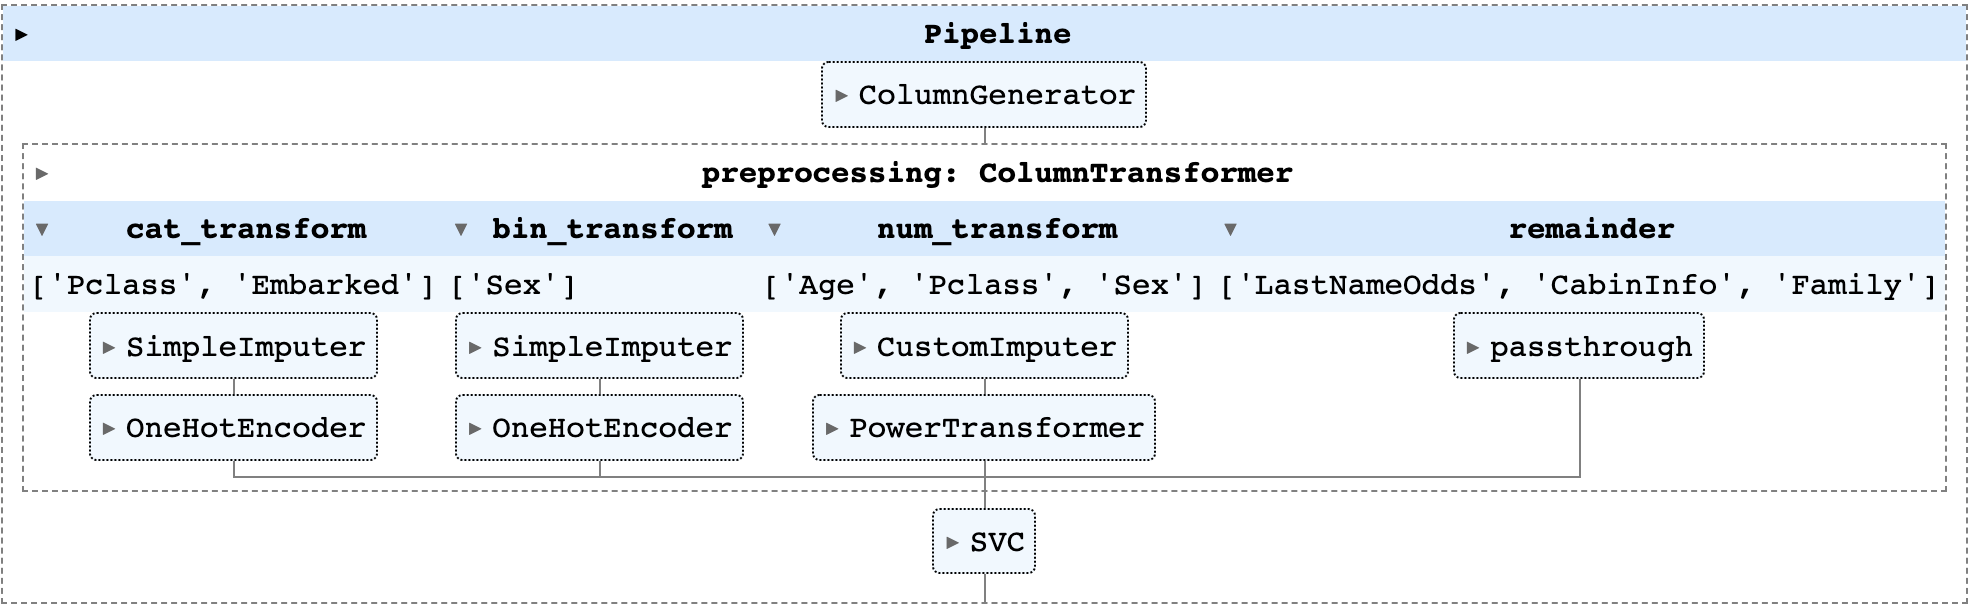 Pipeline
ColumnGenerator
preprocessing: ColumnTransformer
cat_transform bin_transform num_transform remainder
['Pclass', 'Embarked'] ['Sex'] ['Age', 'Pclass', 'Sex'] ['LastNameOdds', 'CabinInfo', 'Family']
SimpleImputer SimpleImputer CustomImputer passthrough
OneHotEncoder OneHotEncoder PowerTransformer
SVC